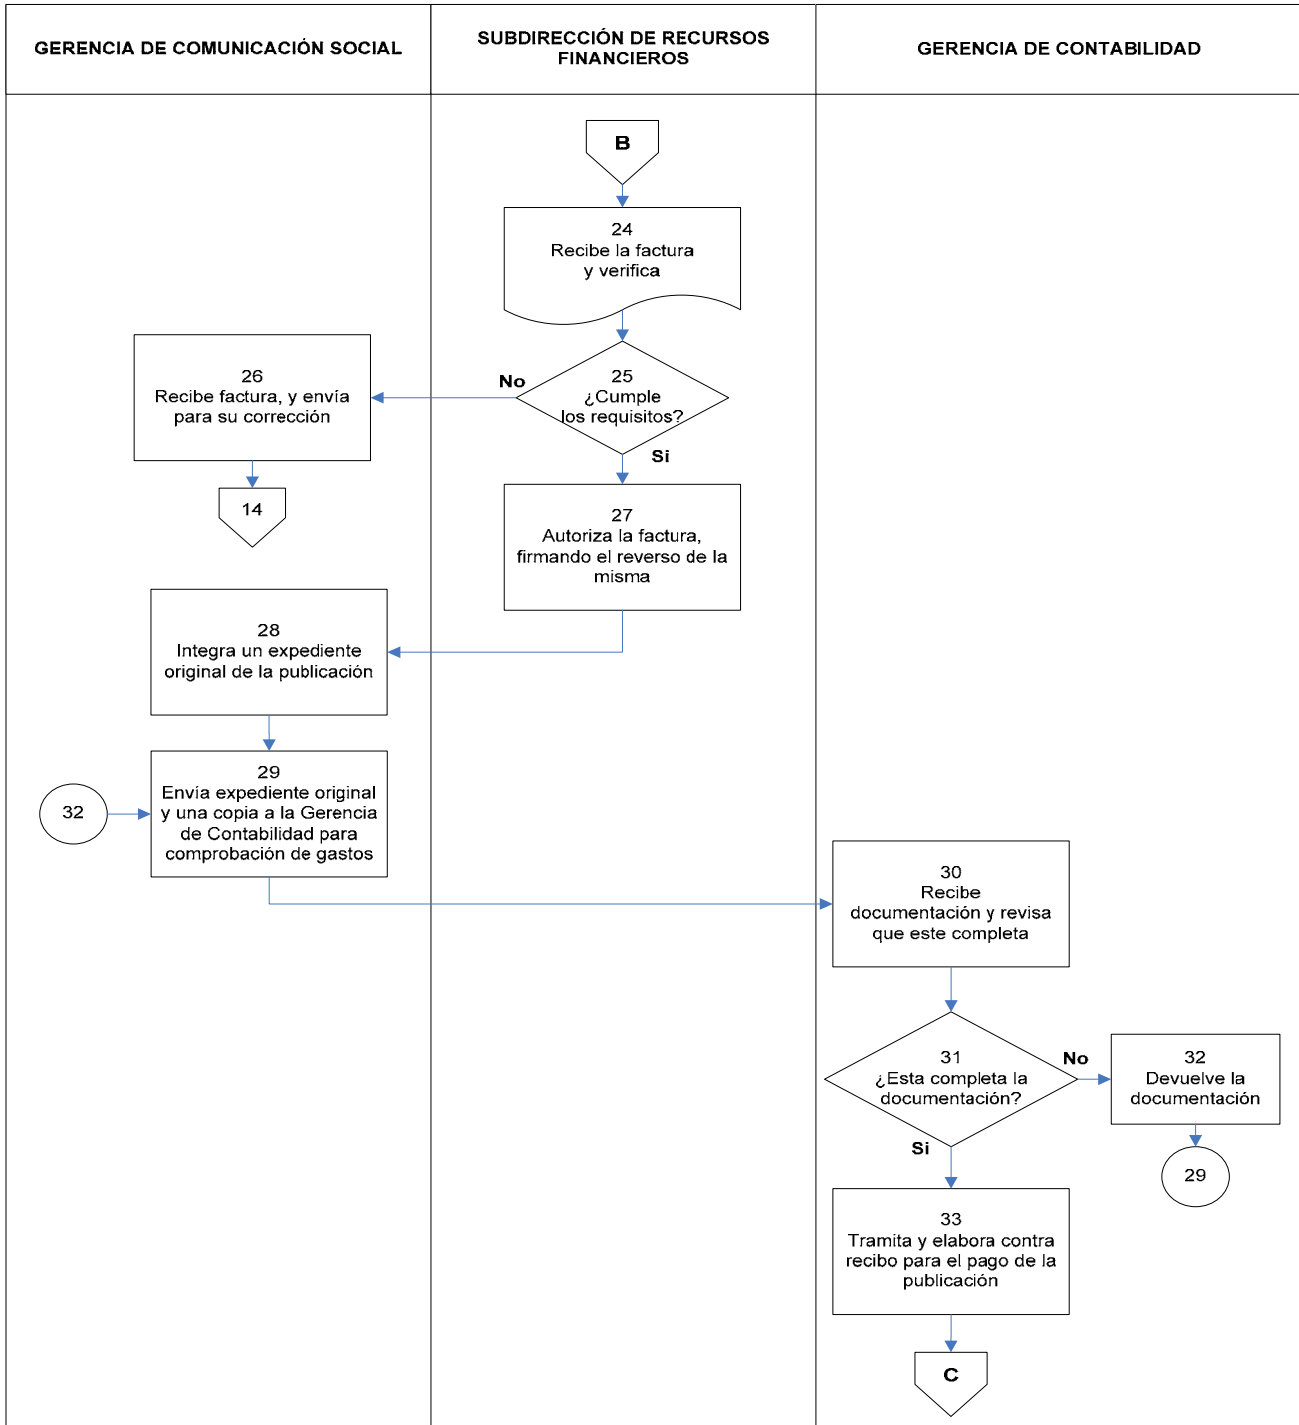 GERENCIA DE COMUNICACIÓN SOCIAL
SUBDIRECCIÓN DE RECURSOS
FINANCIEROS
GERENCIA DE CONTABILIDAD
B
24
Recibe la factura
y verifica
25
¿Cumple
los requisitos?
No
Si
26
Recibe factura, y envía
para su corrección
14
27
Autoriza la factura,
firmando el reverso de la
misma
28
Integra un expediente
original de la publicación
32
29
Envía expediente original
y una copia a la Gerencia
de Contabilidad para
comprobación de gastos
30
Recibe
documentación y revisa
que este completa
31
¿Esta completa la
documentación?
No
Si
32
Devuelve la
documentación
29
33
Tramita y elabora contra
recibo para el pago de la
publicación
C